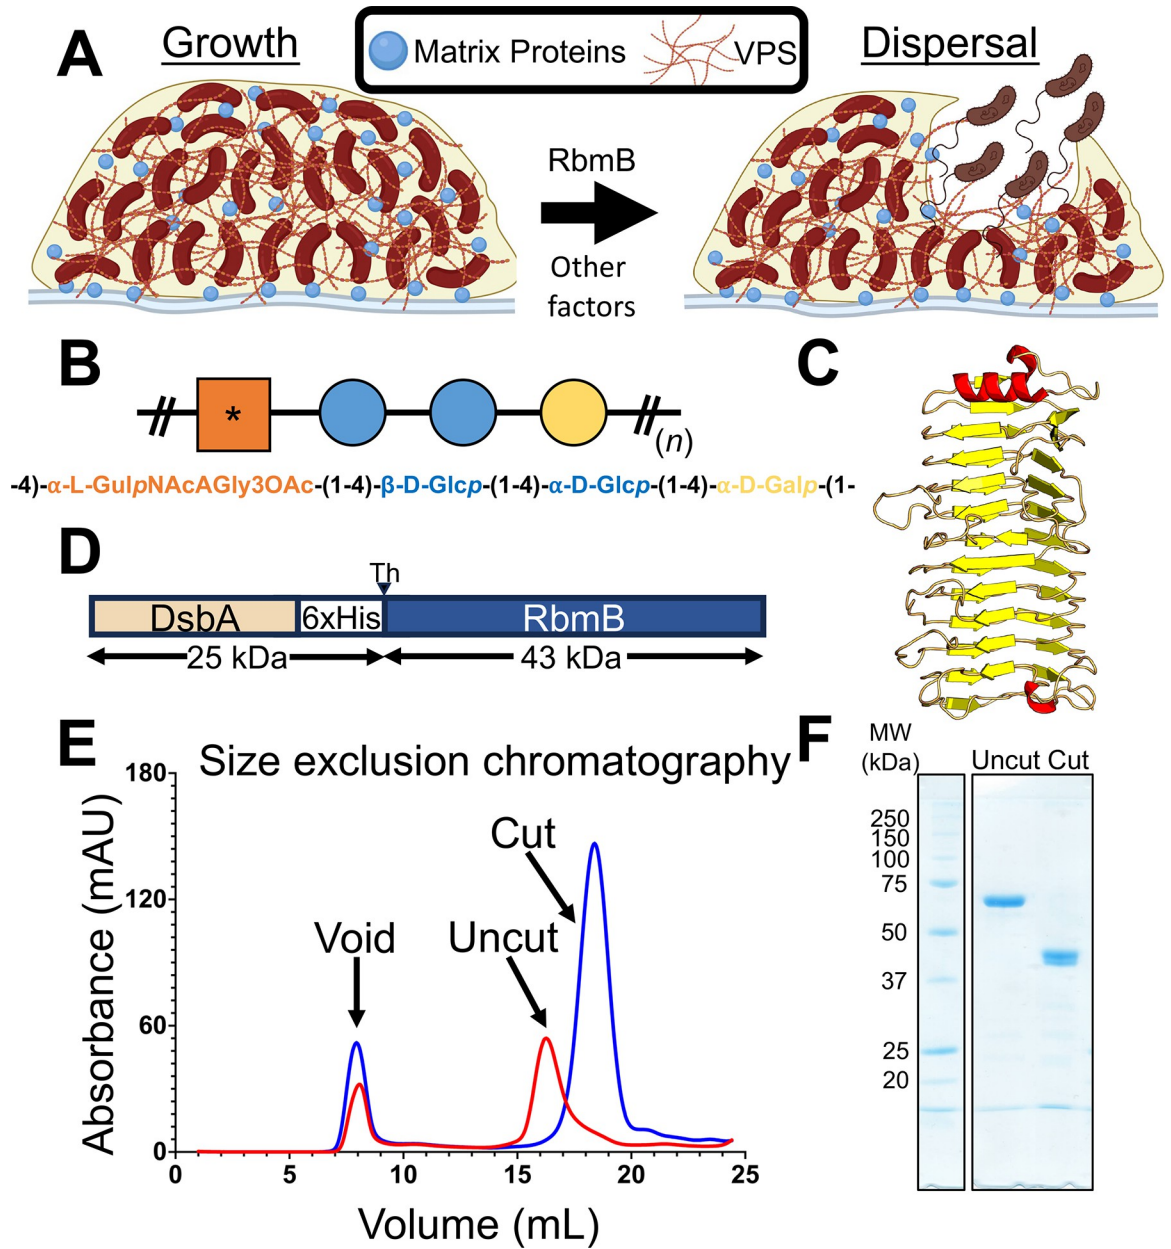 A
Growth
Matrix Proteins
VPS
Dispersal
RbmB
Other
factors
B
*
(n)
-4)-α-L-GulpNAcAGly3OAc-(1-4)-β-D-Glcp-(1-4)-α-D-Glcp-(1-4)-α-D-Galp-(1-
C
D
Th
DsbA
6xHis
RbmB
25 kDa
43 kDa
E
Size exclusion chromatography
Absorbance (mAU)
180
120
60
0
Void
Uncut
Cut
0 5 10 15 20 25
Volume (mL)
F
MW
(kDa)
Uncut Cut
250
150
100
75
50
37
25
20